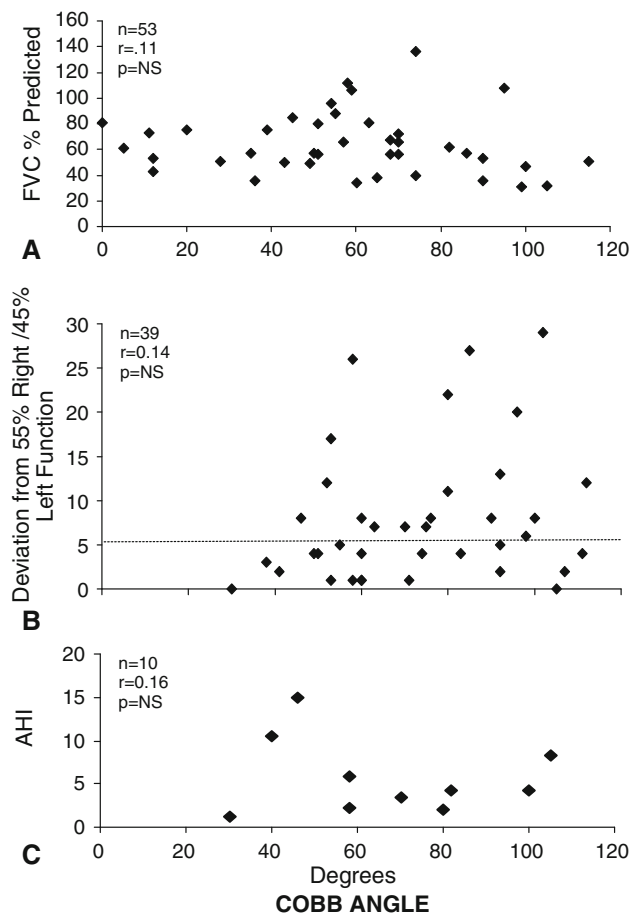 160
140
120
100
80
60
40
20
0
FVC % Predicted
n=53
r=.11
p=NS
0 20 40 60 80 100 120
A
30
25
20
15
10
5
0
Deviation from 55% Right /45%
Left Function
n=39
r=0.14
p=NS
B
20
15
10
5
0
AHI
n=10
r=0.16
p=NS
0 20 40 60 80 100 120
C
Degrees
COBB ANGLE